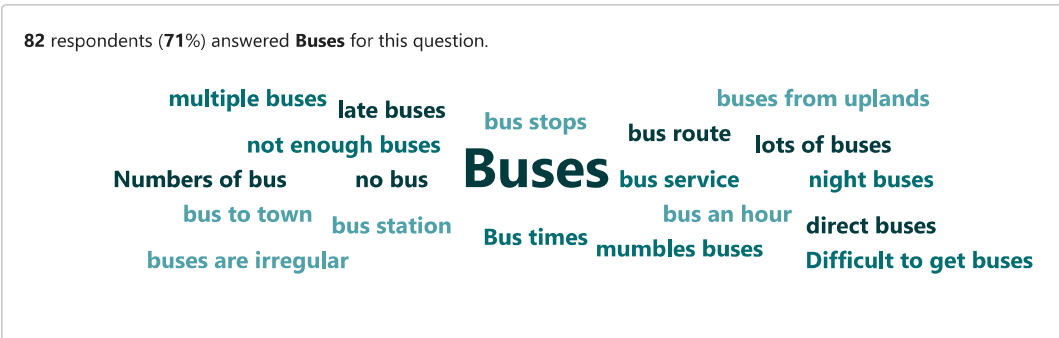 82 respondents (71%) answered Buses for this question.
multiple buses
buses from uplands
late buses
bus stops
bus route
not enough buses
lots of buses
Buses
Numbers of bus
no bus
bus service
night buses
bus to town
bus an hour
bus station
direct buses
Bus times
mumbles buses
buses are irregular
Difficult to get buses